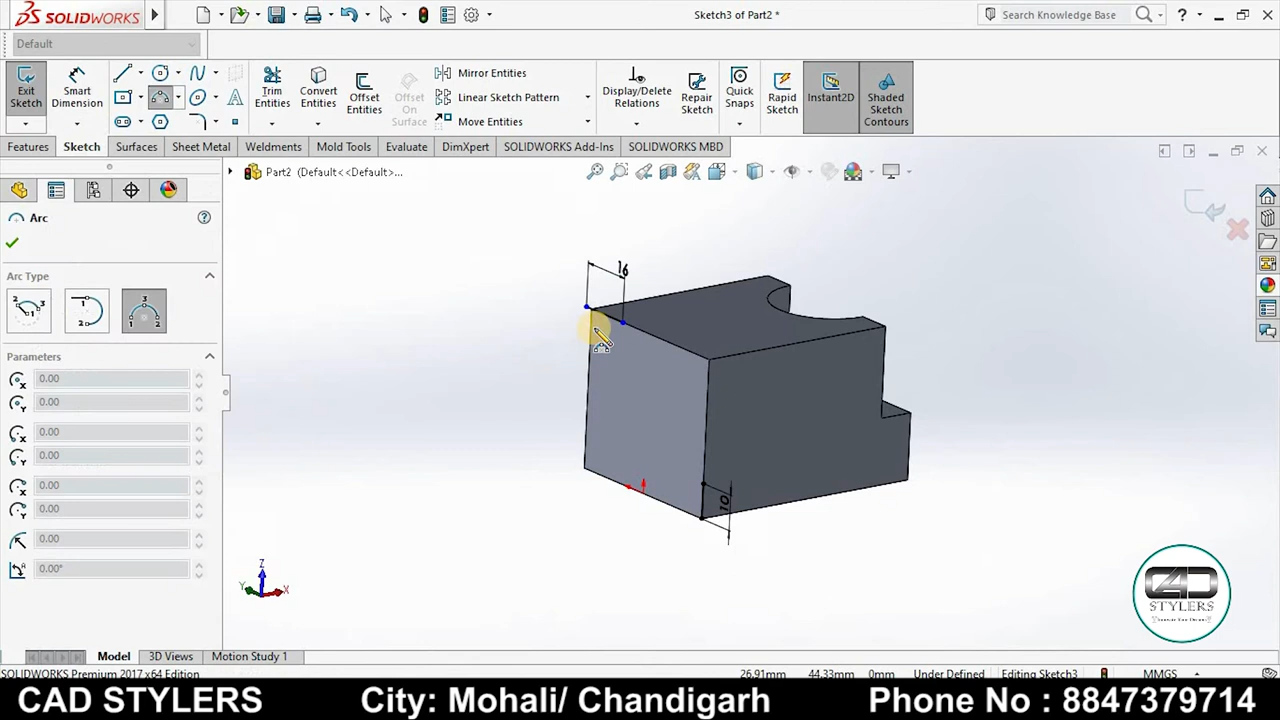 SOLIDWORKS
Sketch3 of Part2 *
Search Knowledge Base
?
Default
Exit Sketch
Smart Dimension
Trim Entities
Convert Entities
Offset Entities
Offset On Surface
Mirror Entities
Linear Sketch Pattern
Move Entities
Display/Delete Relations
Repair Sketch
Quick Snaps
Rapid Sketch
Instant2D
Shaded Sketch Contours
Features
Sketch
Surfaces
Sheet Metal
Weldments
Mold Tools
Evaluate
DimXpert
SOLIDWORKS Add-Ins
SOLIDWORKS MBD
Part2 (Default<<Default>...
Arc
?
Arc Type
Parameters
0.00
0.00
0.00
0.00
0.00
0.00
0.00
0.00°
16
10
Z
Y
X
CAD
STYLERS
Model
3D Views
Motion Study 1
SOLIDWORKS Premium 2017 x64 Edition
26.91mm
44.33mm
0mm
Under Defined
Editing Sketch3
MMGS
CAD STYLERS
City: Mohali/ Chandigarh
Phone No : 8847379714